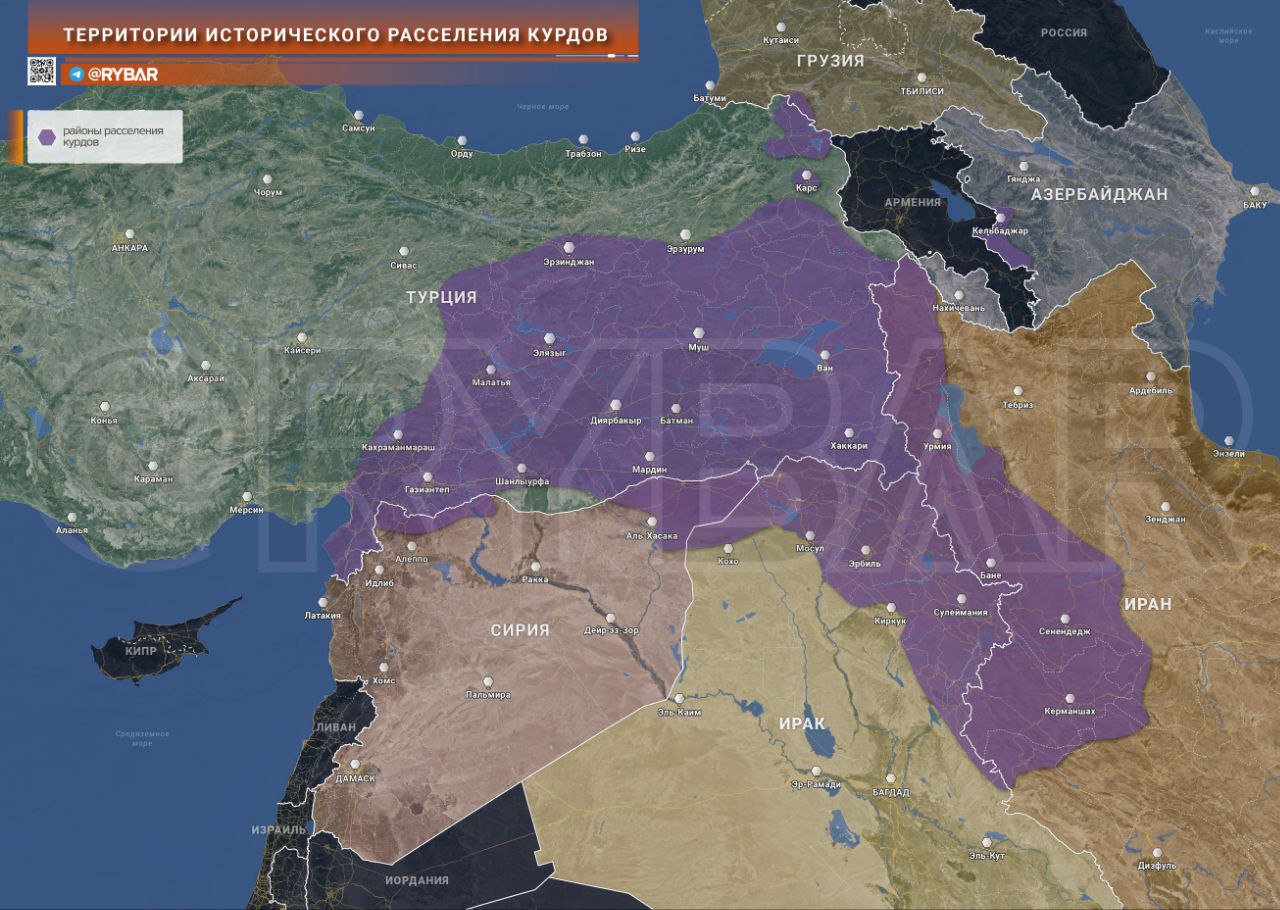 ТЕРРИТОРИИ ИСТОРИЧЕСКОГО РАССЕЛЕНИЯ КУРДОВ
@RYBAR
районы расселения
курдов
РОССИЯ
Каспийское
море
Кутаиси
ГРУЗИЯ
ТБИЛИСИ
Батуми
Черное море
Самсун
Орду
Трабзон
Ризе
Чорум
Карс
АРМЕНИЯ
Гянджа
АЗЕРБАЙДЖАН
БАКУ
Кельбаджар
АНКАРА
Сивас
Эрзинджан
Эрзурум
ТУРЦИЯ
Нахичевань
Кайсери
Элязыг
Муш
Ван
Аксарай
Малатья
Ардебиль
Тебриз
Конья
Диярбакыр
Батман
Кахраманмараш
Хаккари
Урмия
Энзели
Караман
Газиантеп
Шанлыурфа
Мардин
Мерсин
Аланья
Зенджан
Аль-Хасака
Алеппо
Кохо
Мосул
Эрбиль
Идлиб
Ракка
Бане
Латакия
Киркук
Сулеймания
ИРАН
СИРИЯ
Дейр-эз-Зор
Сенендедж
КИПР
Хомс
Пальмира
Эль-Каим
Керманшах
ИРАК
ЛИВАН
Средиземное
море
ДАМАСК
Эр-Рамади
БАГДАД
ИЗРАИЛЬ
Эль-Кут
Дизфуль
ИОРДАНИЯ
@RYBAR